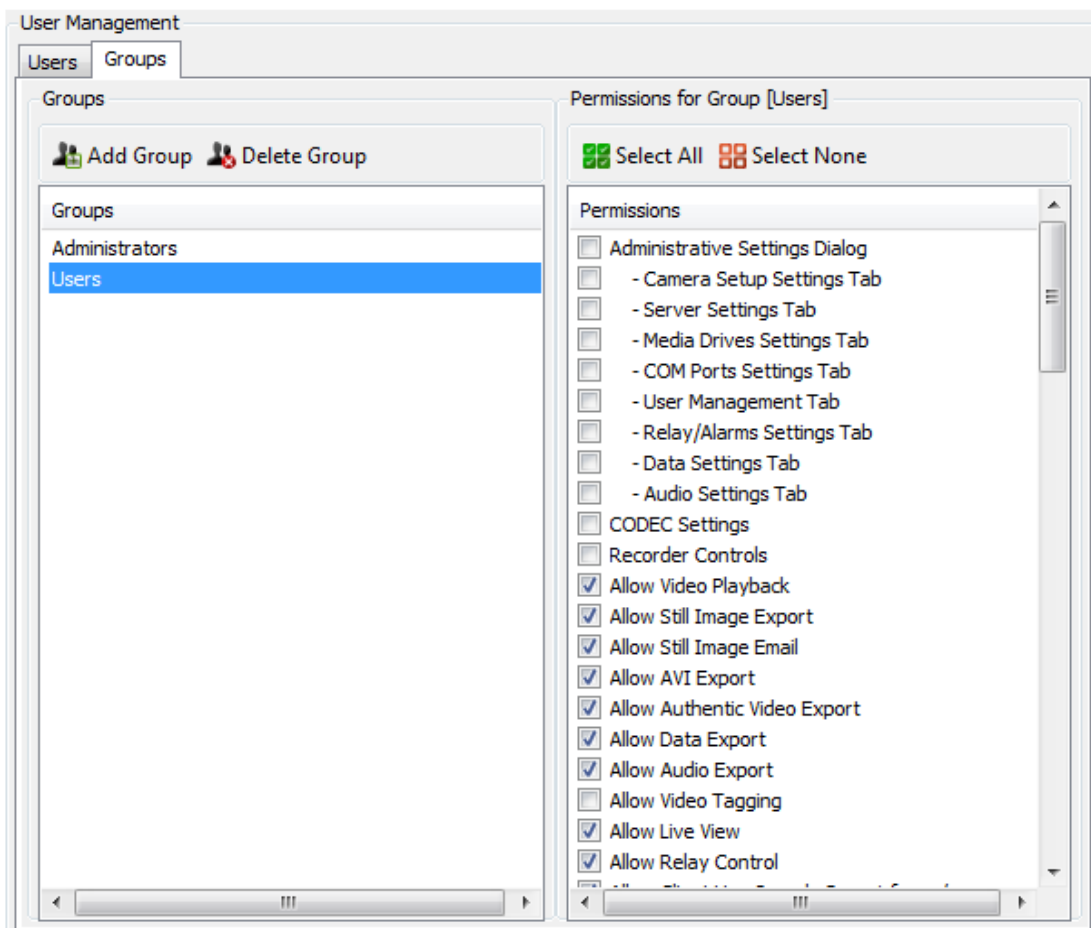 User Management
Users Groups
Groups
Add Group Delete Group
Groups
Administrators
Users
Permissions for Group [Users]
Select All Select None
Permissions
Administrative Settings Dialog
- Camera Setup Settings Tab
- Server Settings Tab
- Media Drives Settings Tab
- COM Ports Settings Tab
- User Management Tab
- Relay/Alarms Settings Tab
- Data Settings Tab
- Audio Settings Tab
CODEC Settings
Recorder Controls
Allow Video Playback
Allow Still Image Export
Allow Still Image Email
Allow AVI Export
Allow Authentic Video Export
Allow Data Export
Allow Audio Export
Allow Video Tagging
Allow Live View
Allow Relay Control